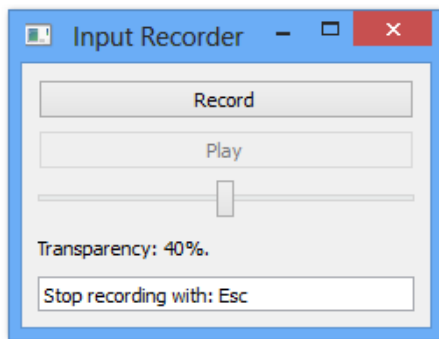 Input Recorder
Record
Play
Transparency: 40%.
Stop recording with: Esc